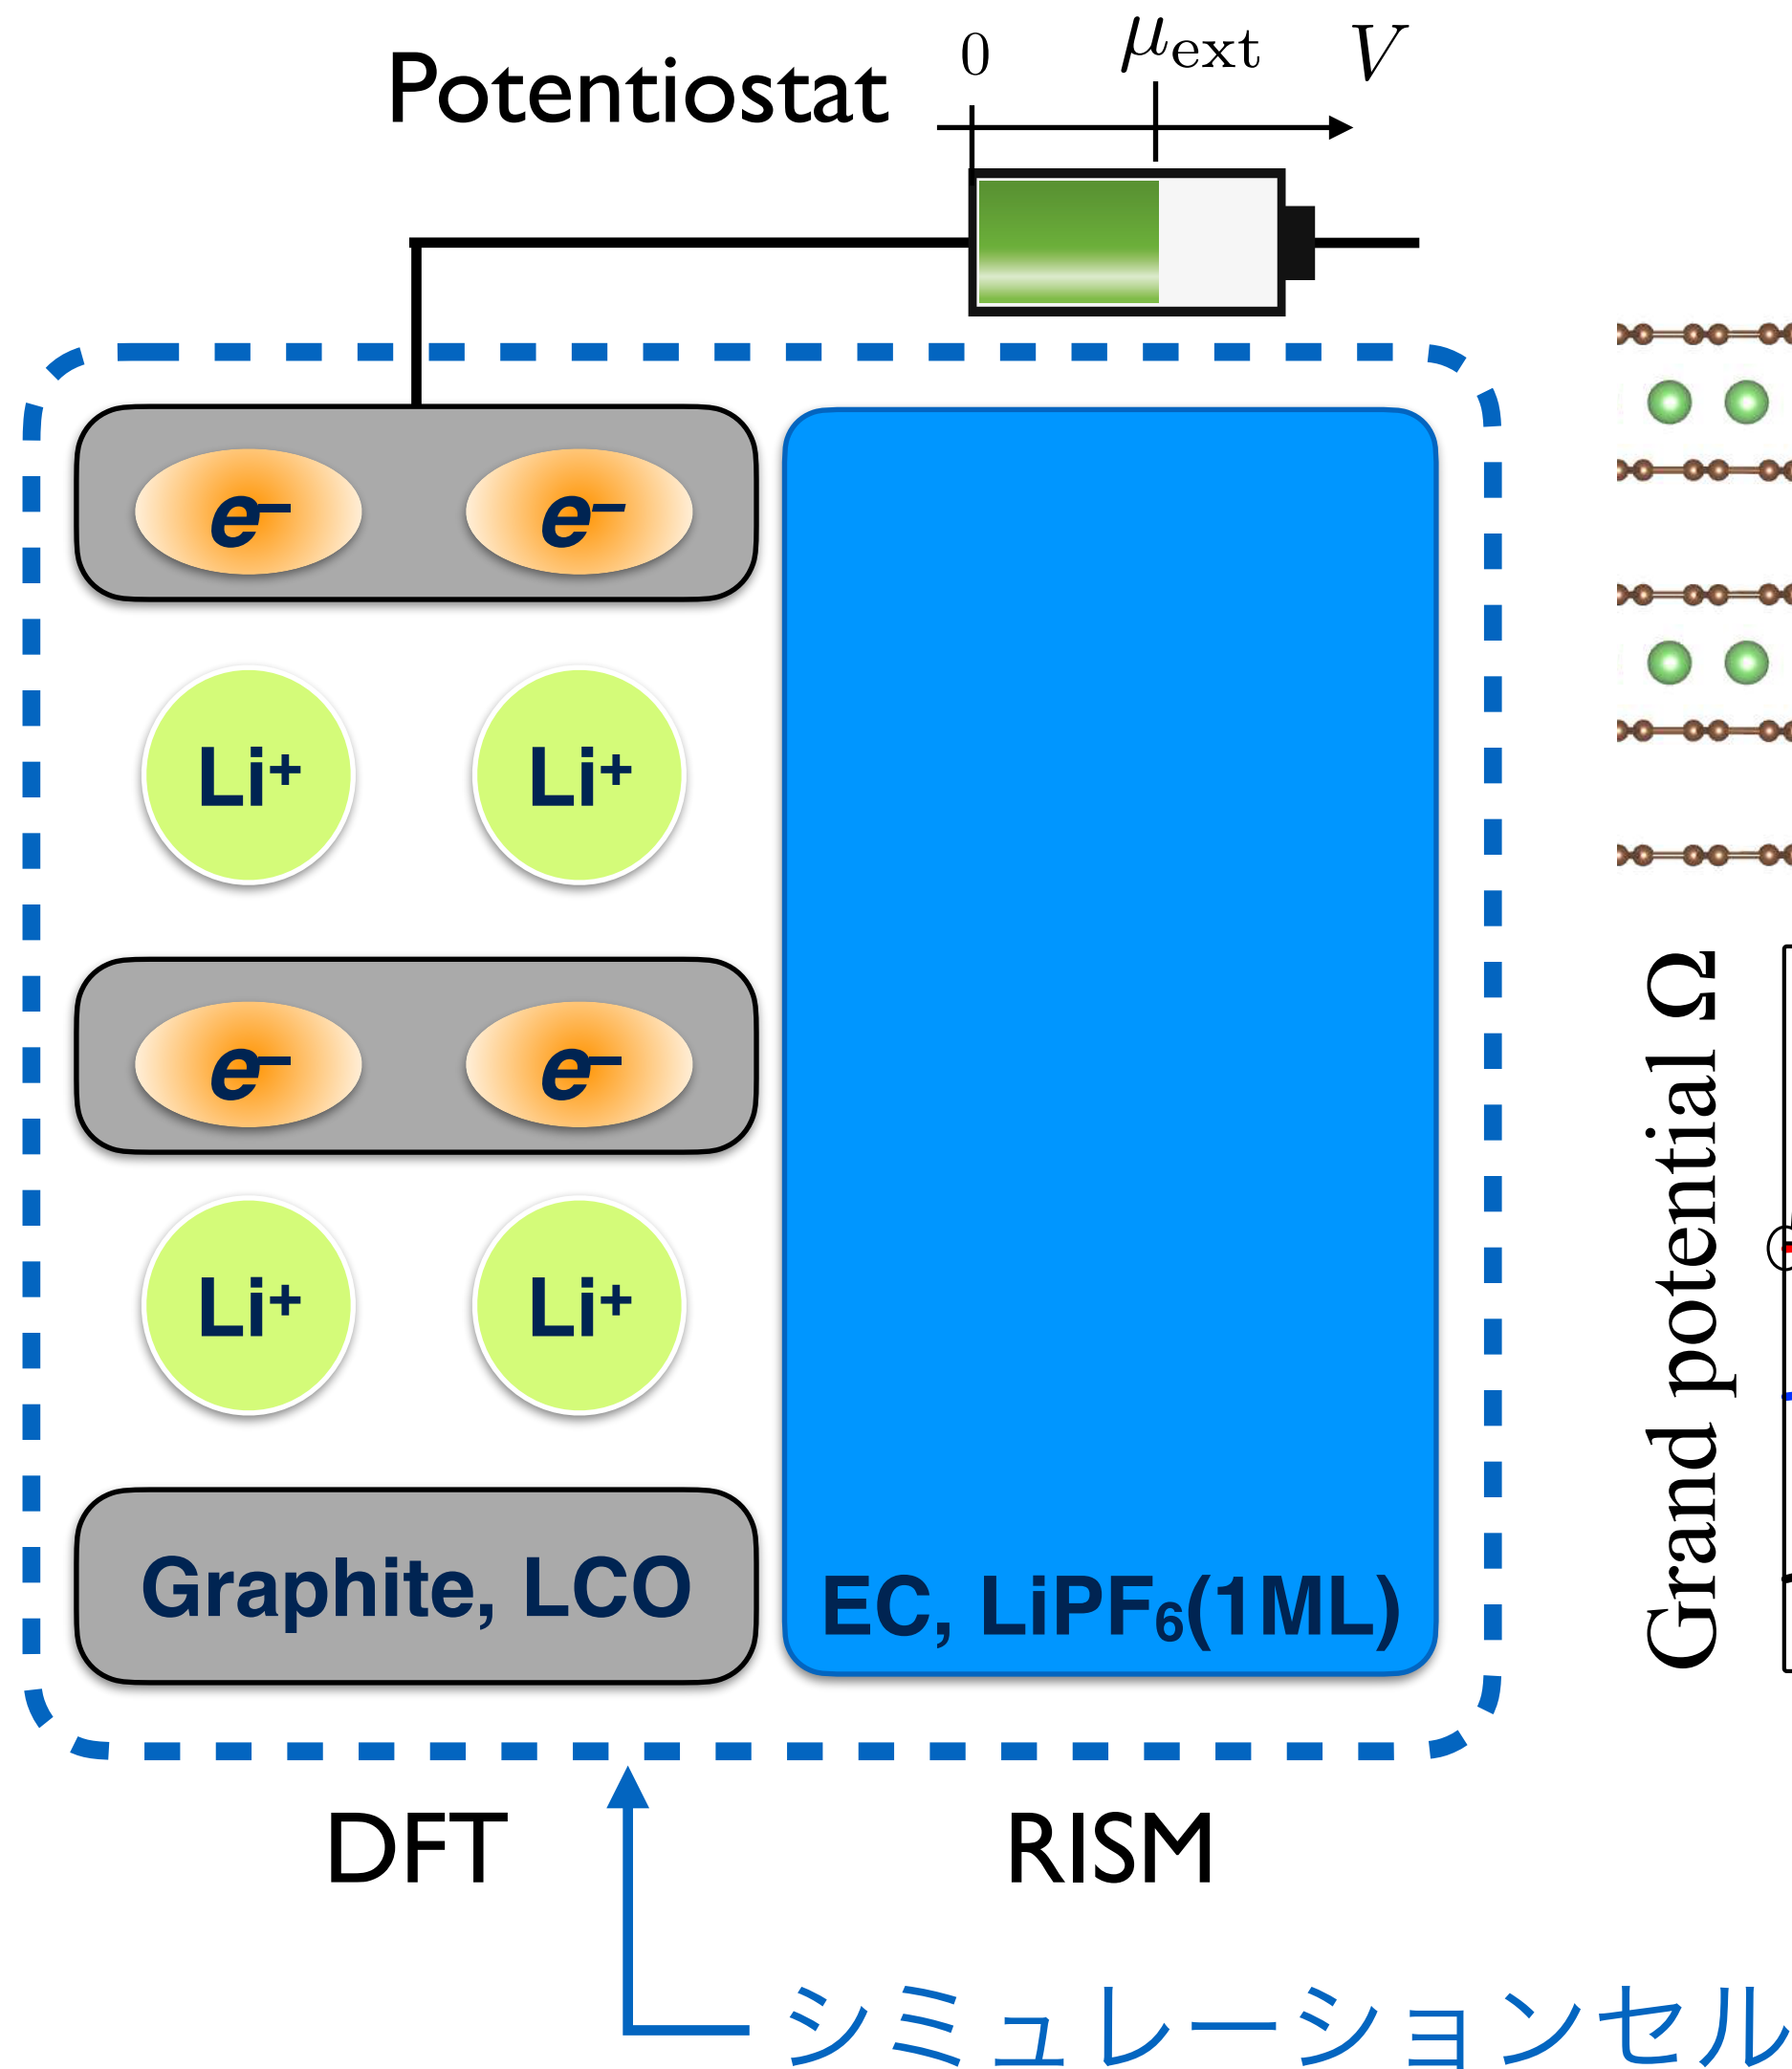 Potentiostat
0 μext V
e– e–
Li+ Li+
e– e–
Li+ Li+
Graphite, LCO
EC, LiPF6(1ML)
DFT
RISM
シミュレーションセル
Grand potential Ω